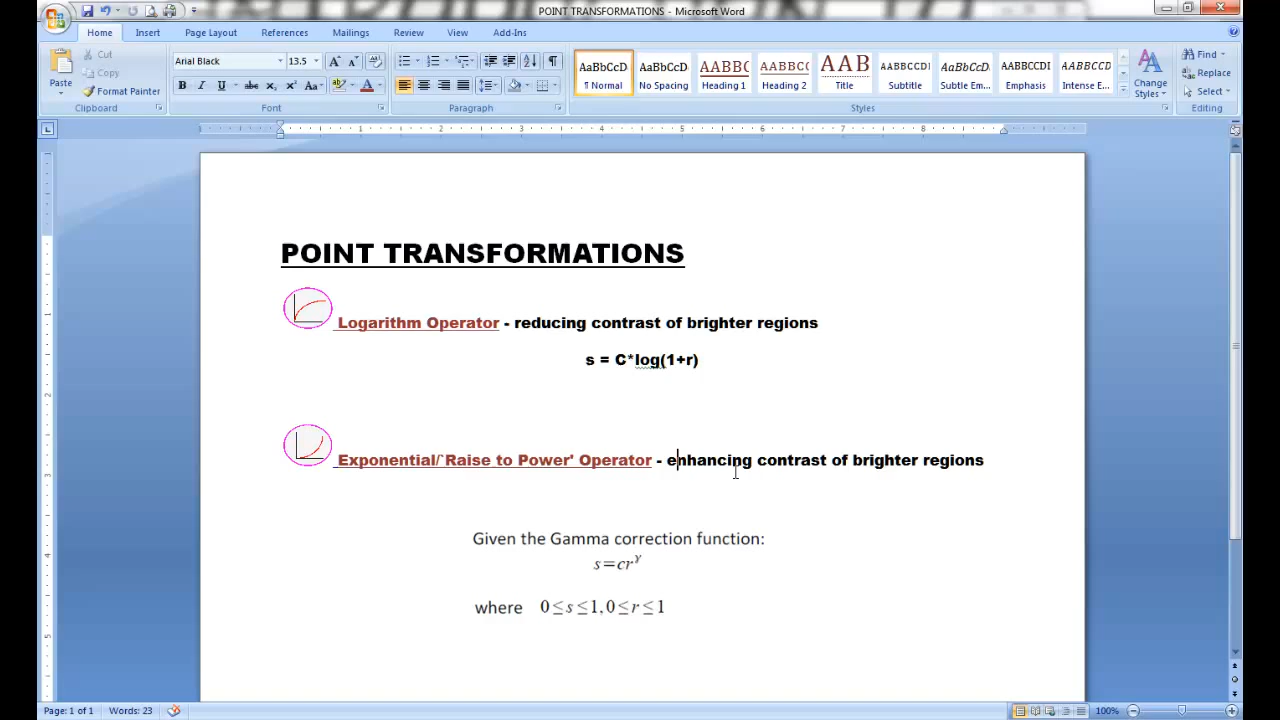 POINT TRANSFORMATIONS - Microsoft Word
Home Insert Page Layout References Mailings Review View Add-Ins
Cut
Copy
Format Painter
Paste
Clipboard
Arial Black 13.5
Font
Paragraph
AaBbCcD AaBbCcD AABBC AABBCC AAB AABBCCDI AaBbCcD AABBCCD AABBCCD
¶ Normal No Spacing Heading 1 Heading 2 Title Subtitle Subtle Em... Emphasis Intense E...
Change Styles
Styles
Find
Replace
Select
Editing
POINT TRANSFORMATIONS
Logarithm Operator - reducing contrast of brighter regions
s = C*log(1+r)
Exponential/`Raise to Power' Operator - enhancing contrast of brighter regions
Given the Gamma correction function:
s=cr^γ
where 0≤s≤1,0≤r≤1
Page: 1 of 1 Words: 23 100%